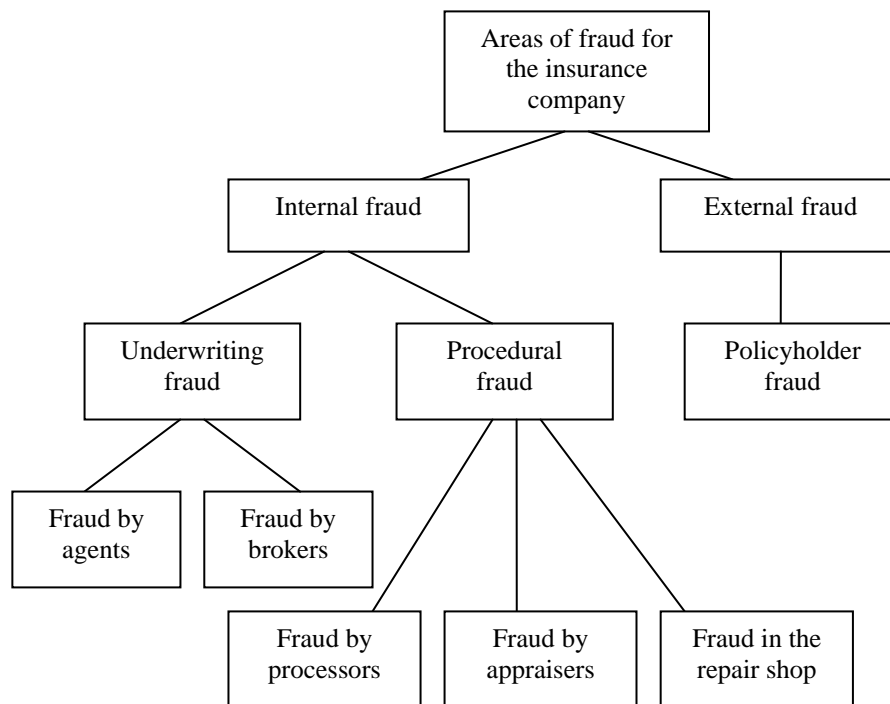 Areas of fraud for
the insurance
company
Internal fraud
External fraud
Underwriting
fraud
Procedural
fraud
Policyholder
fraud
Fraud by
agents
Fraud by
brokers
Fraud by
processors
Fraud by
appraisers
Fraud in the
repair shop